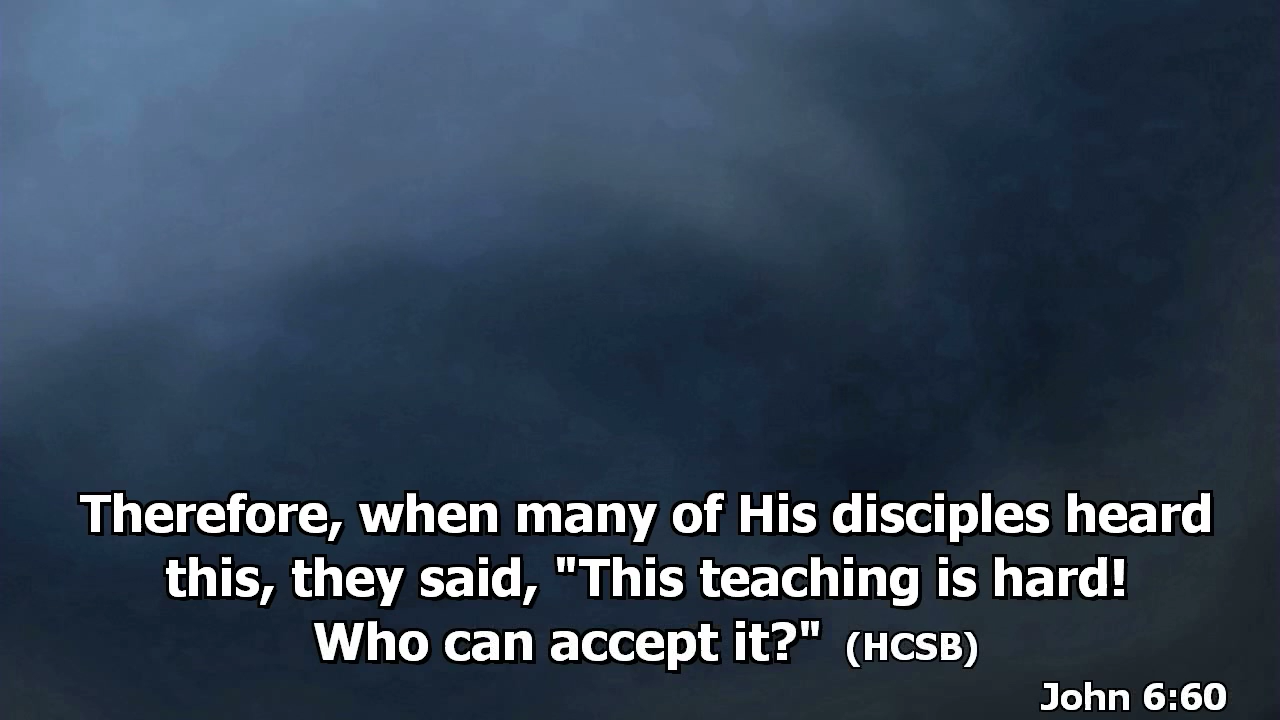 Therefore, when many of His disciples heard
this, they said, "This teaching is hard!
Who can accept it?" (HCSB)
John 6:60